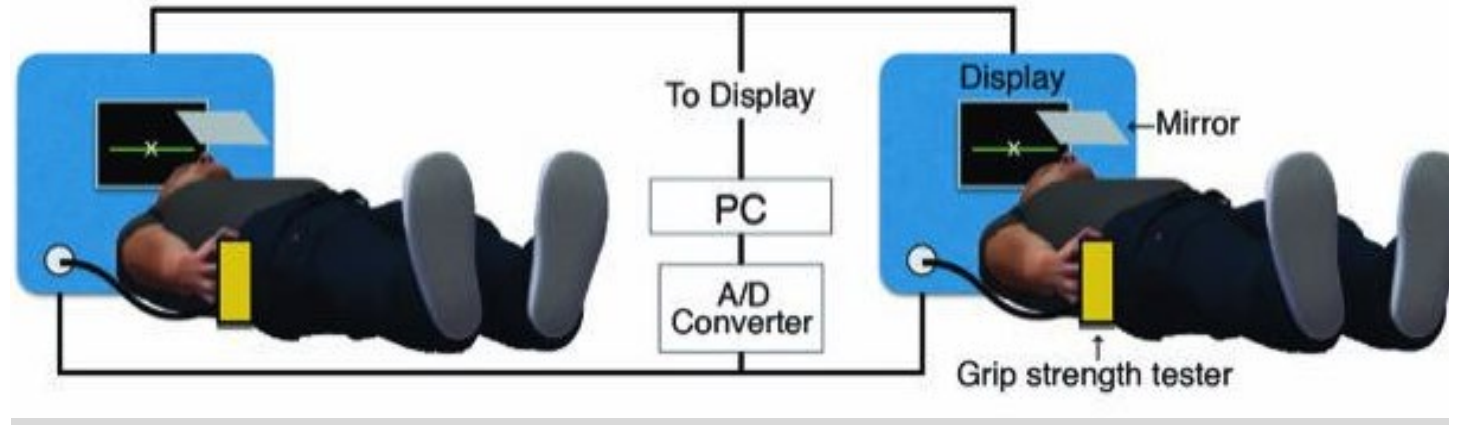 Display
To Display
←Mirror
PC
A/D
Converter
Grip strength tester
x
x